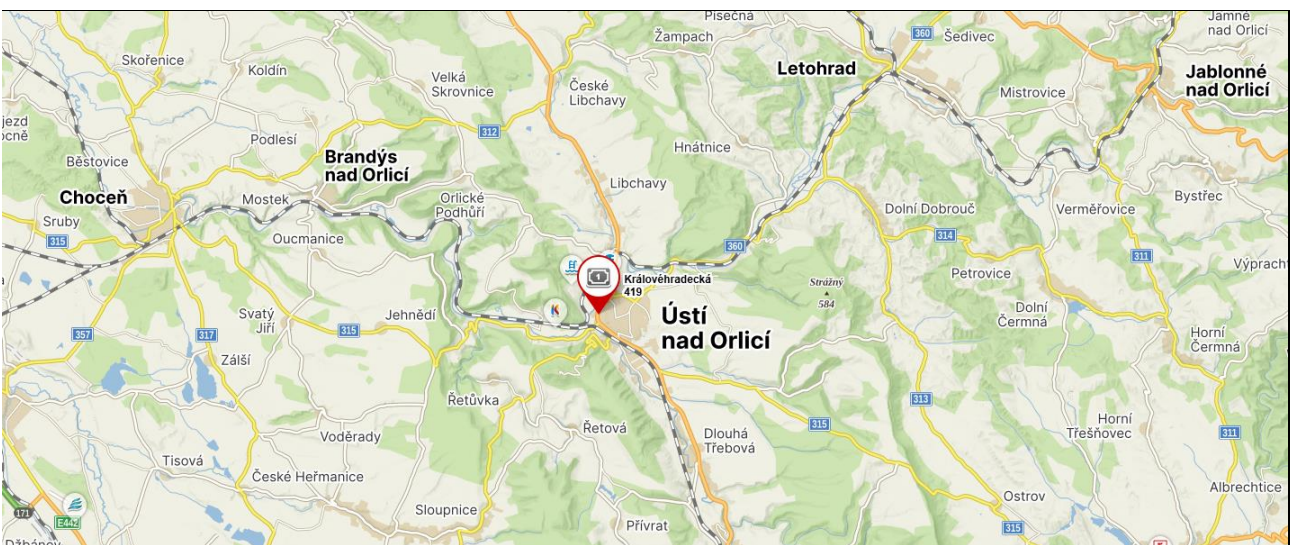 Písečná
Jamné
nad Orlicí
Žampach
360
Šedivec
Skořenice
Koldín
Letohrad
Jablonné
nad Orlicí
Velká
Skrovnice
České
Libchavy
Mistrovice
Podlesí
312
Běstovice
Brandýs
nad Orlicí
Hnátnice
Libchavy
Choceň
Mostek
Orlické
Podhůří
Bystřec
Dolní Dobrouč
Verměřovice
Sruby
315
Oucmanice
360
314
311
Petrovice
1
Královéhradecká
419
Strážný
584
Svatý
Jiří
Jehnědí
Ústí
nad Orlicí
Dolní
Čermná
Horní
Čermná
357
317
315
K
Zálší
Řetůvka
313
Horní
Třešňovec
315
311
Řetová
Dlouhá
Třebová
Voděrady
Tisová
České Heřmanice
Albrechtice
Sloupnice
Ostrov
171
E442
Přívrat
315